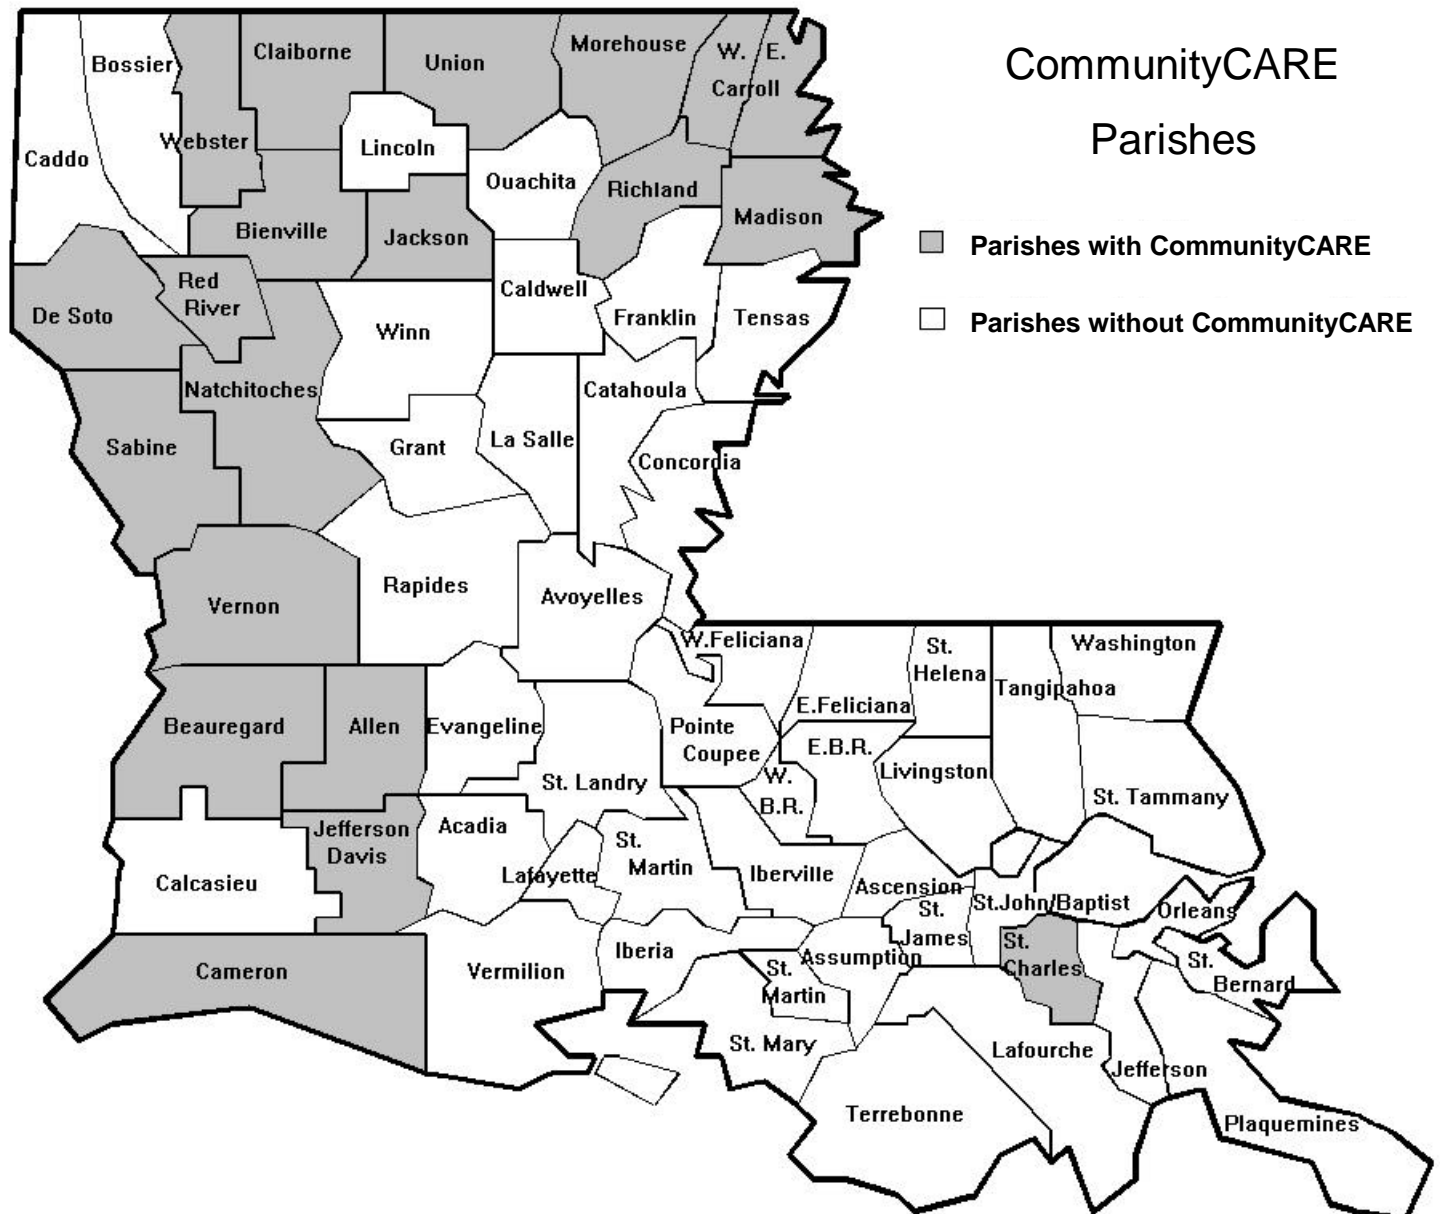 CommunityCARE
Parishes
Parishes with CommunityCARE
Parishes without CommunityCARE
Caddo
Bossier
Webster
Claiborne
Union
Morehouse
W.
E.
Carroll
Lincoln
Ouachita
Richland
Madison
Bienville
Jackson
De Soto
Red
River
Caldwell
Franklin
Tensas
Winn
Natchitoches
Catahoula
Sabine
Grant
La Salle
Concordia
Vernon
Rapides
Avoyelles
W.Feliciana
E.Feliciana
St.
Helena
Tangipahoa
Washington
Beauregard
Allen
Evangeline
Pointe
Coupee
E.B.R.
W.
B.R.
Livingston
St. Tammany
St. Landry
Jefferson
Davis
Acadia
Lafayette
St.
Martin
Iberville
Ascension
St.John/Baptist
Orleans
Calcasieu
St.
James
St.
Charles
St.
Bernard
Cameron
Vermilion
Iberia
St.
Martin
Assumption
St. Mary
Lafourche
Jefferson
Terrebonne
Plaquemines